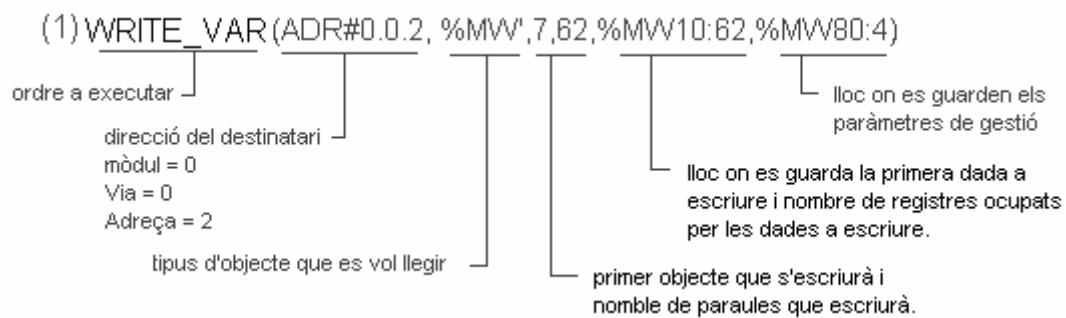 (1) WRITE_VAR(ADR#0.0.2, %MW',7,62,%MW10:62,%MW80:4)
ordre a executar
lloc on es guarden els
paràmetres de gestió
direcció del destinatari
mòdul = 0
Via = 0
Adreça = 2
lloc on es guarda la primera dada a
escriure i nombre de registres ocupats
per les dades a escriure.
tipus d'objecte que es vol llegir
primer objecte que s'escriurà i
nomble de paraules que escriurà.